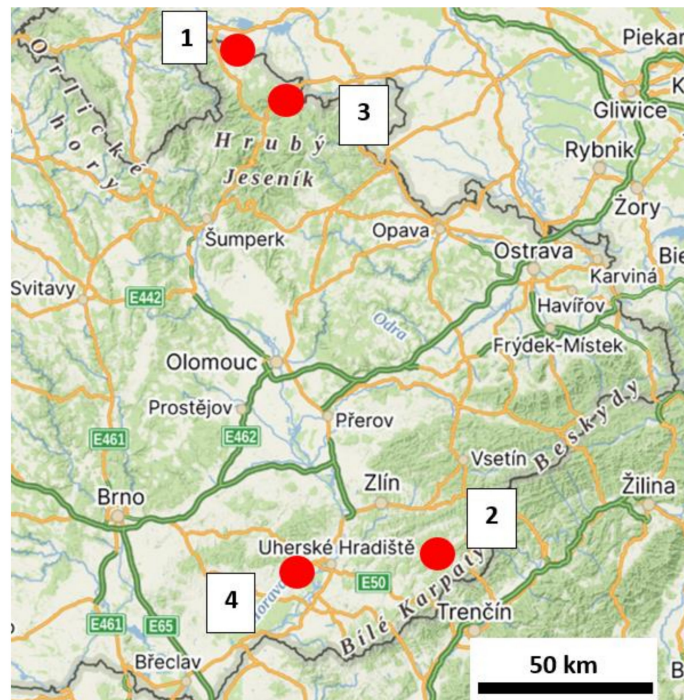 1
Piekar
Orlické
hory
Gliwice
K
3
Hrubý
Jeseník
Rybnik
Żory
Šumperk
Opava
Ostrava
Bie
Karviná
Svitavy
E442
Havířov
Odra
Frýdek-Místek
Olomouc
Prostějov
Přerov
E461
E462
Beskydy
Vsetín
Zlín
Žilina
Brno
2
Uherské Hradiště
E50
Morava
4
Bílé Karpaty
Trenčín
E461
E65
Břeclav
50 km
B